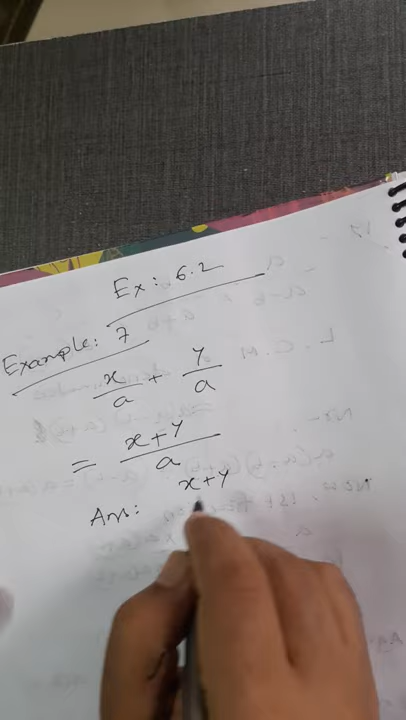 Ex: 6.2
Example: 7
x/a + y/a
= x+y/a
Ans: x+y